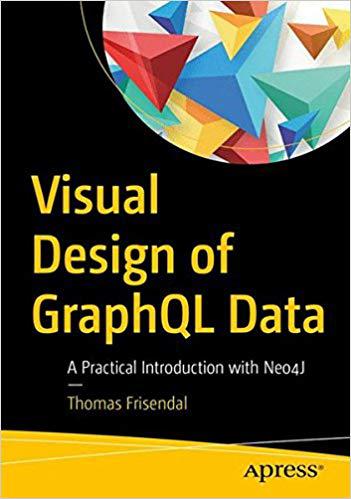 Visual
Design of
GraphQL Data
A Practical Introduction with Neo4J
—
Thomas Frisendal
Apress®